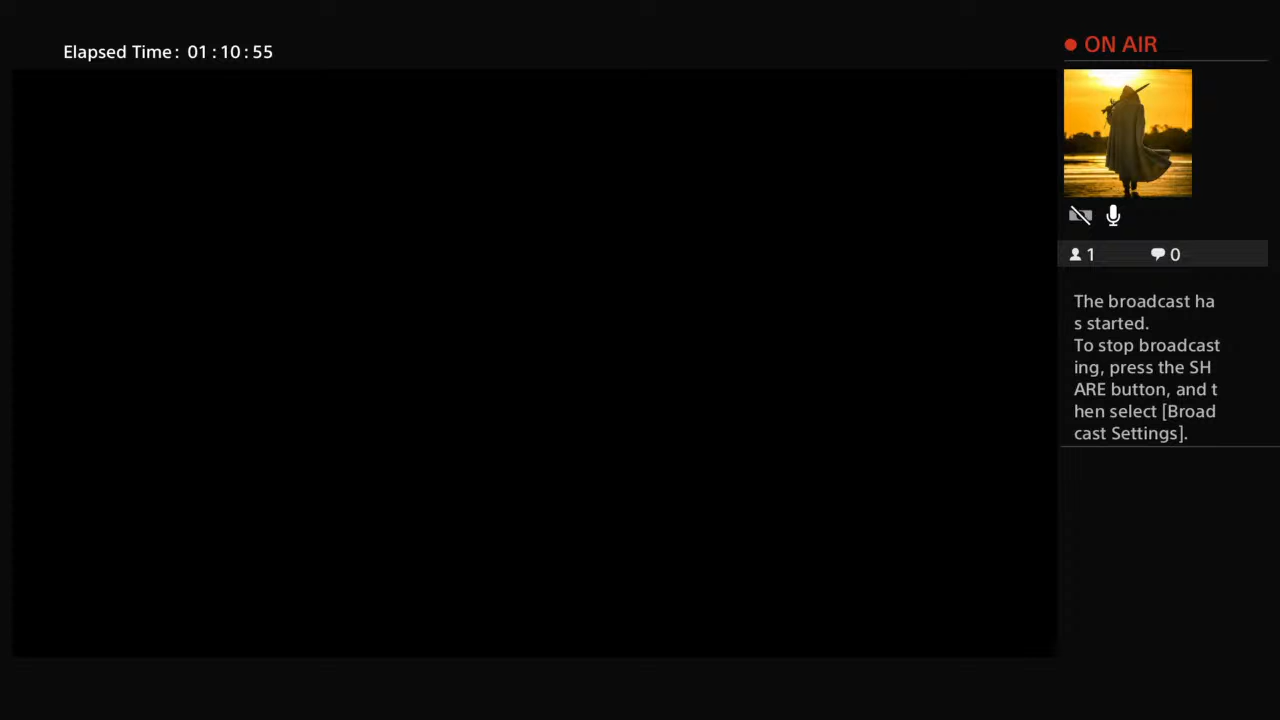 Elapsed Time: 01:10:55
ON AIR
1 0
The broadcast ha
s started.
To stop broadcast
ing, press the SH
ARE button, and t
hen select [Broad
cast Settings].